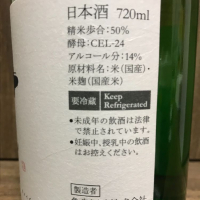 日本酒 720ml
精米歩合:50%
酵母:CEL-24
アルコール分:14%
原材料名:米(国産)・
米麹(国産米)
要冷蔵 Keep Refrigerated
●未成年の飲酒は法律
で禁止されています。
●妊娠中、授乳中の飲酒
はお控えください。
製造者